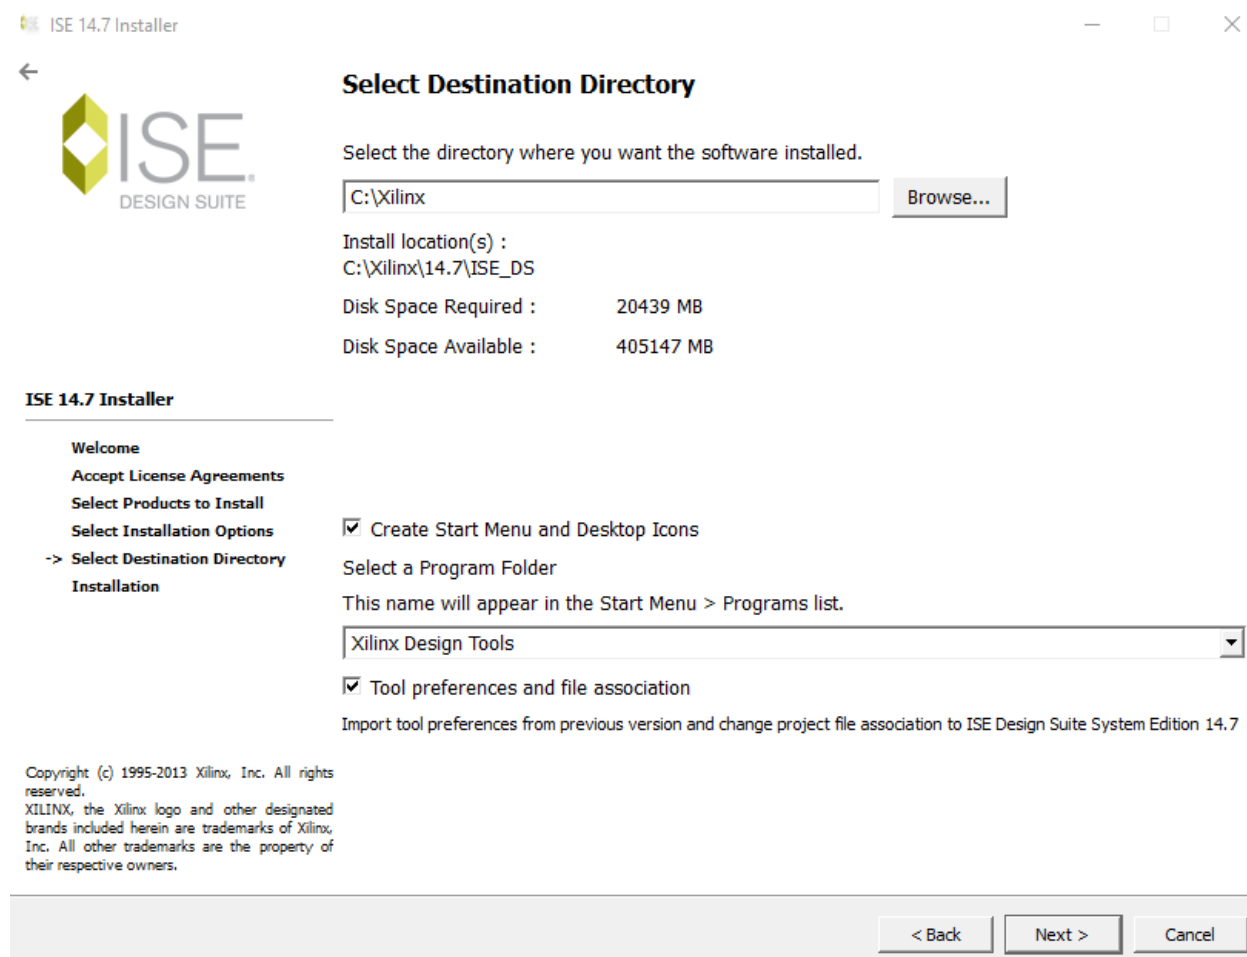 ISE 14.7 Installer
ISE.
DESIGN SUITE
Select Destination Directory
Select the directory where you want the software installed.
C:\Xilinx
Browse...
Install location(s) :
C:\Xilinx\14.7\ISE_DS
Disk Space Required : 20439 MB
Disk Space Available : 405147 MB
ISE 14.7 Installer
Welcome
Accept License Agreements
Select Products to Install
Select Installation Options
-> Select Destination Directory
Installation
Create Start Menu and Desktop Icons
Select a Program Folder
This name will appear in the Start Menu > Programs list.
Xilinx Design Tools
Tool preferences and file association
Import tool preferences from previous version and change project file association to ISE Design Suite System Edition 14.7
Copyright (c) 1995-2013 Xilinx, Inc. All rights
reserved.
XILINX, the Xilinx logo and other designated
brands included herein are trademarks of Xilinx,
Inc. All other trademarks are the property of
their respective owners.
< Back
Next >
Cancel